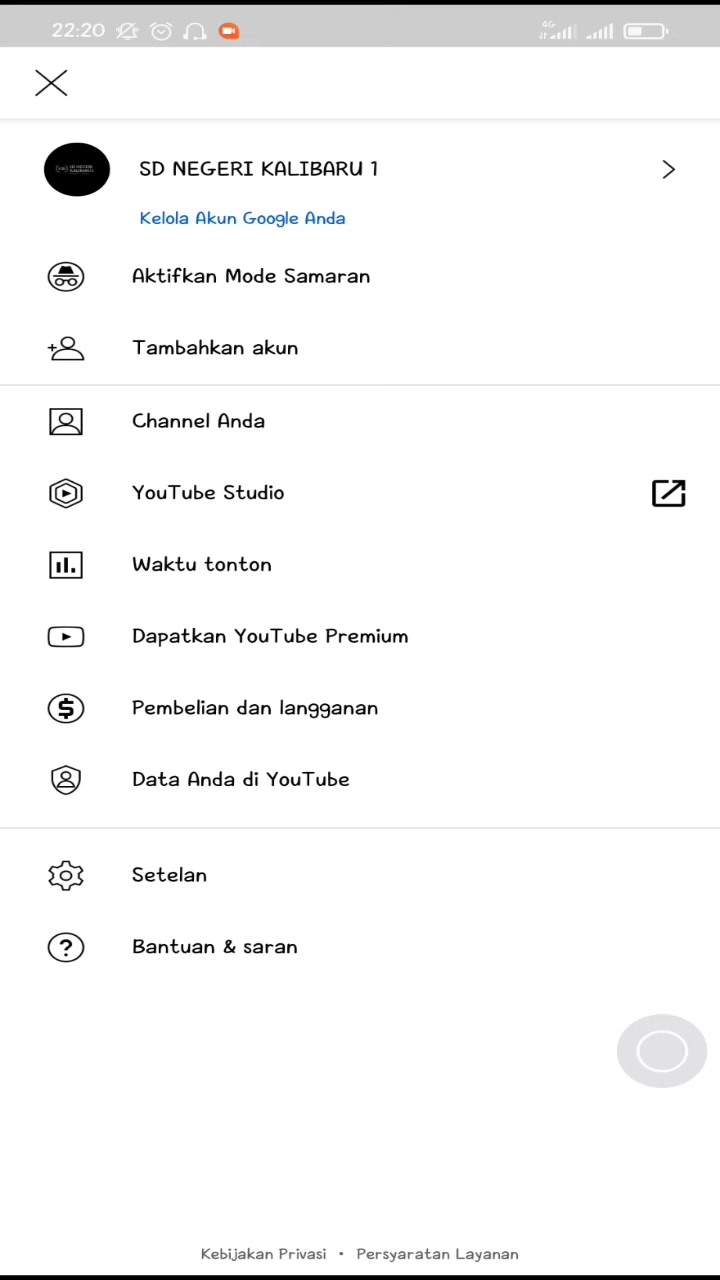 22:20
4G
SD NEGERI KALIBARU 1
Kelola Akun Google Anda
Aktifkan Mode Samaran
Tambahkan akun
Channel Anda
YouTube Studio
Waktu tonton
Dapatkan YouTube Premium
Pembelian dan langganan
Data Anda di YouTube
Setelan
Bantuan & saran
Kebijakan Privasi • Persyaratan Layanan